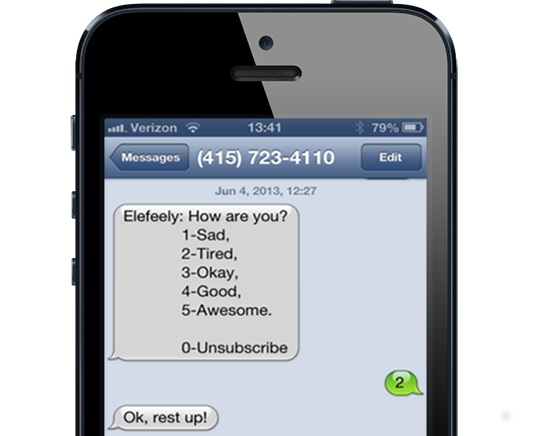 Verizon 13:41 79%
Messages (415) 723-4110 Edit
Jun 4, 2013, 12:27
Elefeely: How are you?
1-Sad,
2-Tired,
3-Okay,
4-Good,
5-Awesome.
0-Unsubscribe
2
Ok, rest up!